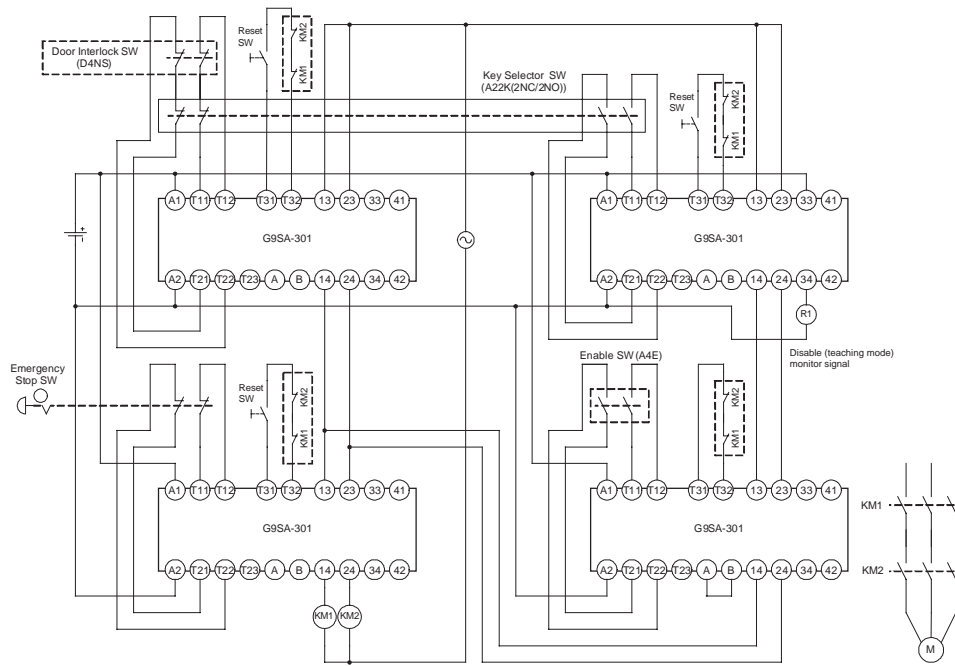 Door Interlock SW
(D4NS)
Reset
SW
KM2
KM1
Key Selector SW
(A22K(2NC/2NO))
Reset
SW
KM2
KM1
A1 T11 T12 T31 T32 13 23 33 41
G9SA-301
A2 T21 T22 T23 A B 14 24 34 42
+
-
A1 T11 T12 T31 T32 13 23 33 41
G9SA-301
A2 T21 T22 T23 A B 14 24 34 42
R1
Disable (teaching mode)
monitor signal
Emergency
Stop SW
Reset
SW
KM2
KM1
Enable SW (A4E)
KM2
KM1
A1 T11 T12 T31 T32 13 23 33 41
G9SA-301
A2 T21 T22 T23 A B 14 24 34 42
KM1 KM2
A1 T11 T12 T31 T32 13 23 33 41
G9SA-301
A2 T21 T22 T23 A B 14 24 34 42
KM1
KM2
M